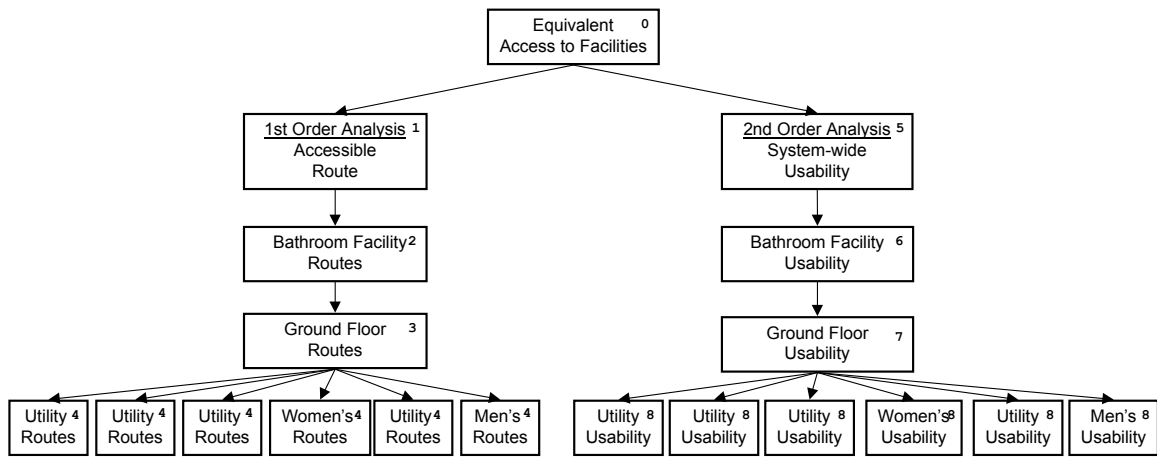 Equivalent 0
Access to Facilities
1st Order Analysis 1
Accessible
Route
2nd Order Analysis 5
System-wide
Usability
Bathroom Facility 2
Routes
Bathroom Facility 6
Usability
Ground Floor 3
Routes
Ground Floor 7
Usability
Utility 4
Routes
Utility 4
Routes
Utility 4
Routes
Women's 4
Routes
Utility 4
Routes
Men's 4
Routes
Utility 8
Usability
Utility 8
Usability
Utility 8
Usability
Women's 8
Usability
Utility 8
Usability
Men's 8
Usability